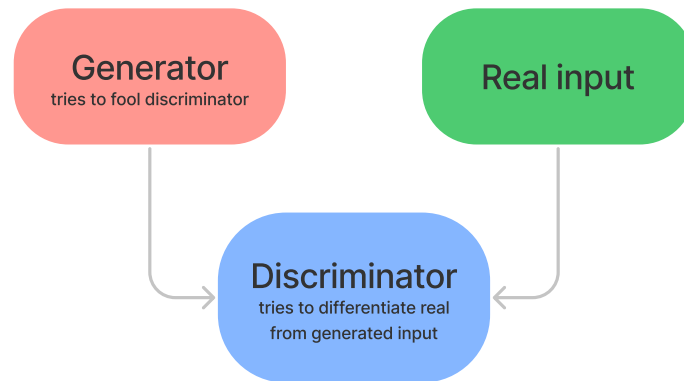 Generator
tries to fool discriminator
Real input
Discriminator
tries to differentiate real
from generated input